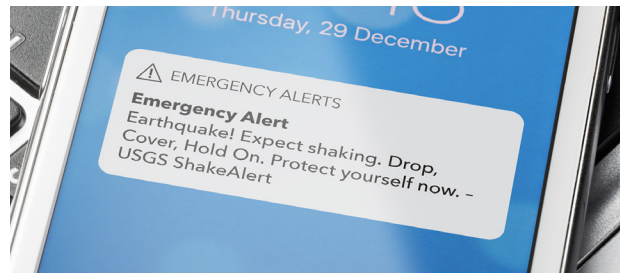 Thursday, 29 December
EMERGENCY ALERTS
Emergency Alert
Earthquake! Expect shaking. Drop,
Cover, Hold On. Protect yourself now. –
USGS ShakeAlert